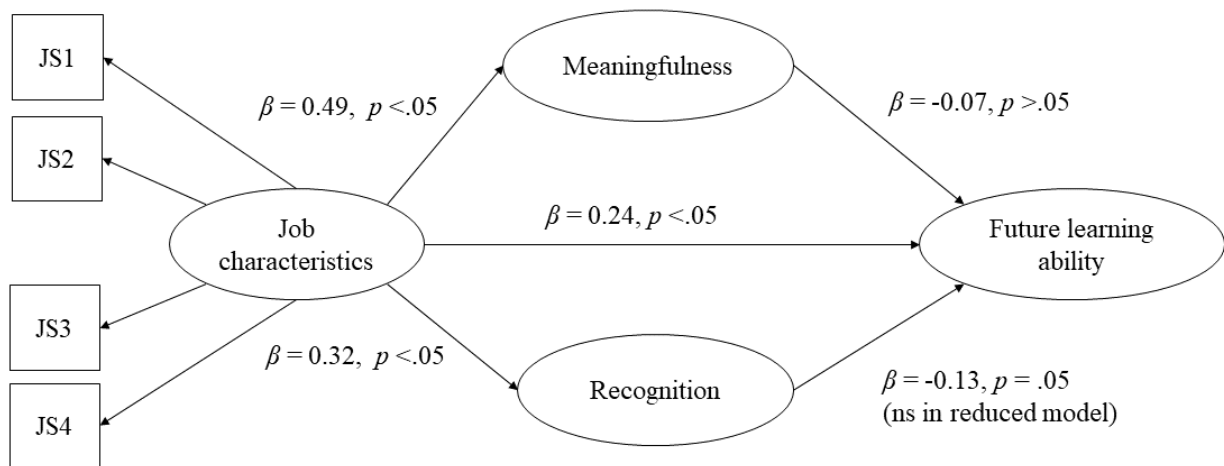 JS1
Meaningfulness
β = 0.49,  p <.05
β = -0.07, p >.05
JS2
Job
characteristics
β = 0.24, p <.05
Future learning
ability
JS3
β = 0.32,  p <.05
Recognition
β = -0.13, p = .05
(ns in reduced model)
JS4